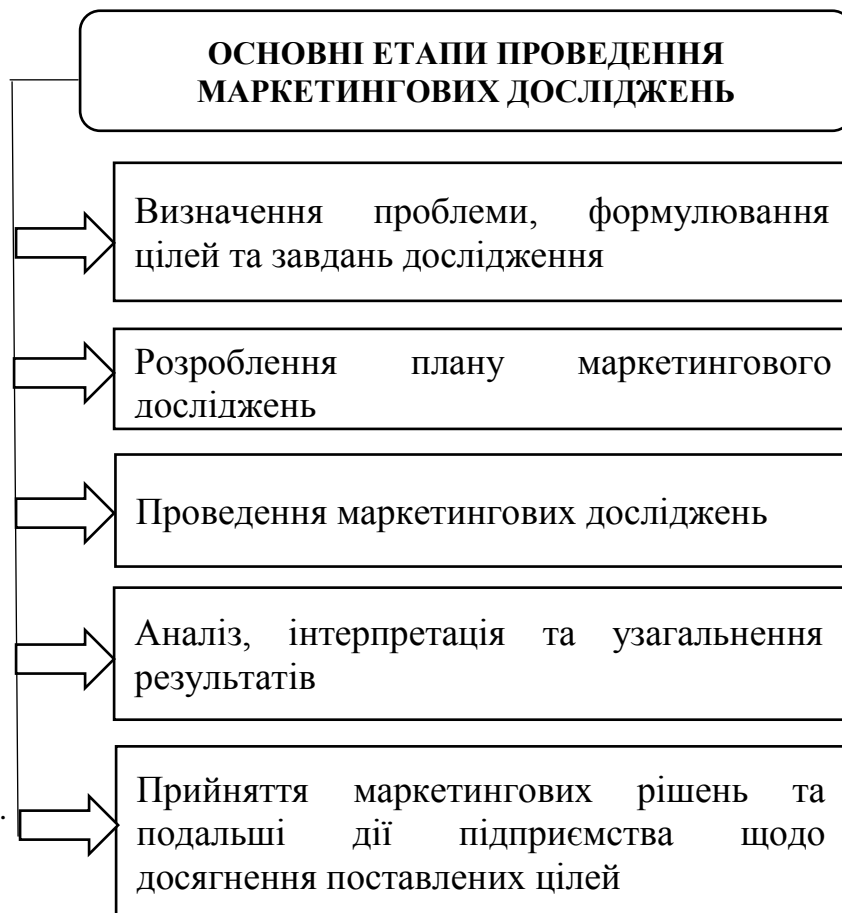 ОСНОВНІ ЕТАПИ ПРОВЕДЕННЯ
МАРКЕТИНГОВИХ ДОСЛІДЖЕНЬ
Визначення проблеми, формулювання
цілей та завдань дослідження
Розроблення плану маркетингового
досліджень
Проведення маркетингових досліджень
Аналіз, інтерпретація та узагальнення
результатів
Прийняття маркетингових рішень та
подальші дії підприємства щодо
досягнення поставлених цілей
.